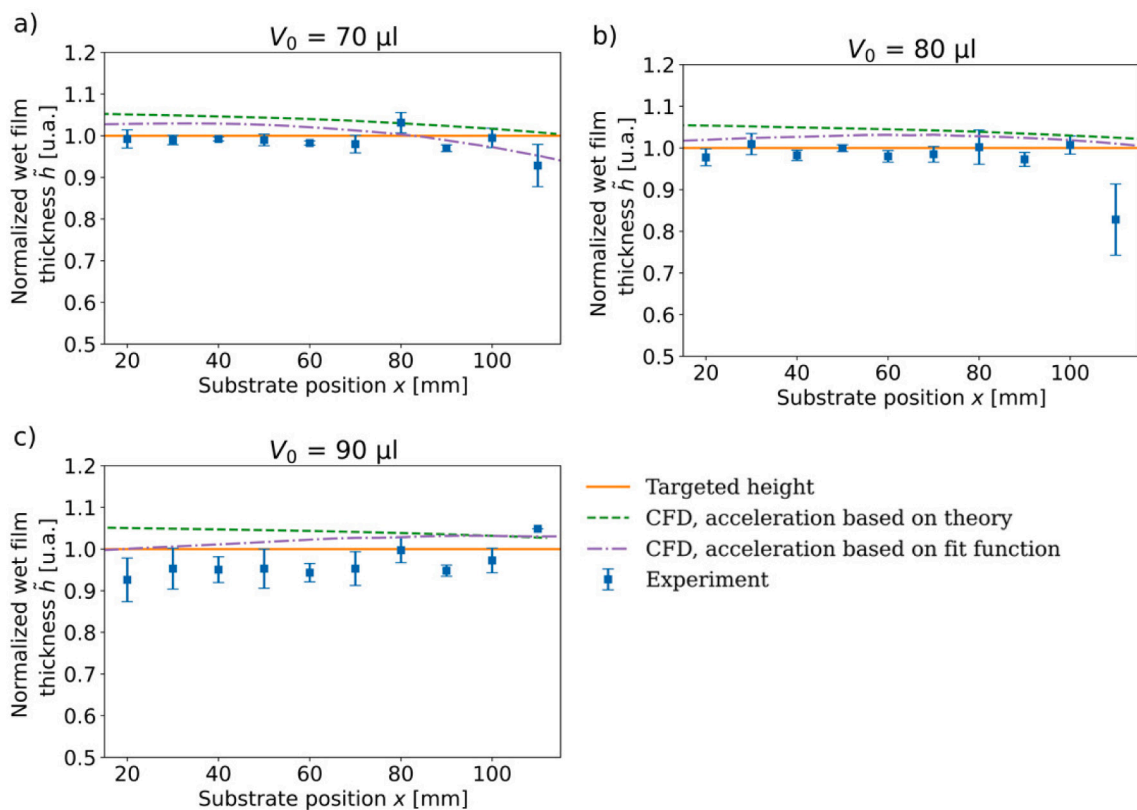 a)
V₀ = 70 μl
Normalized wet film
thickness h̃ [u.a.]
1.2
1.1
1.0
0.9
0.8
0.7
0.6
0.5
20 40 60 80 100
Substrate position x [mm]
b)
V₀ = 80 μl
Normalized wet film
thickness h̃ [u.a.]
1.2
1.1
1.0
0.9
0.8
0.7
0.6
0.5
20 40 60 80 100
Substrate position x [mm]
c)
V₀ = 90 μl
Normalized wet film
thickness h̃ [u.a.]
1.2
1.1
1.0
0.9
0.8
0.7
0.6
0.5
20 40 60 80 100
Substrate position x [mm]
Targeted height
CFD, acceleration based on theory
CFD, acceleration based on fit function
Experiment